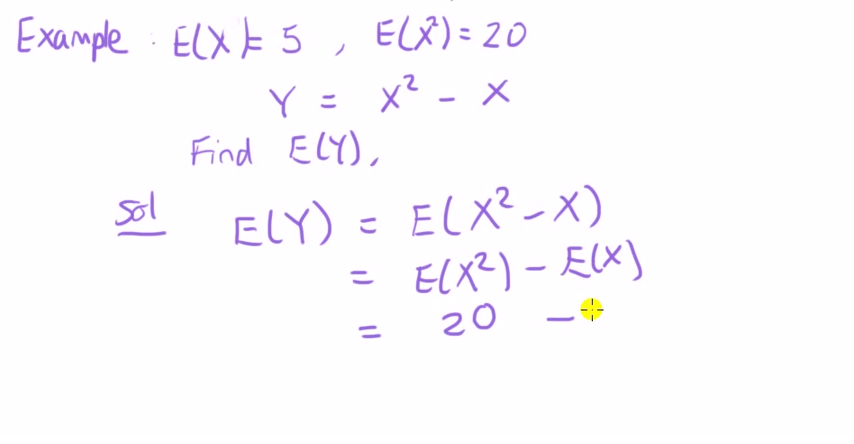 Example : E(X)= 5 , E(X²) = 20
Y = X² - X
Find E(Y),
Sol E(Y) = E(X² - X)
= E(X²) - E(X)
= 20 -